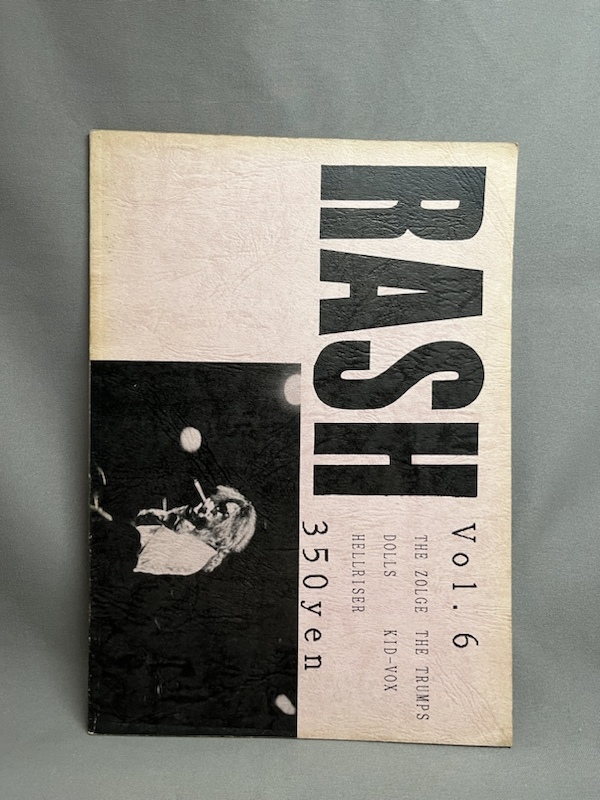 RASH
Vol.6
THE ZOLGE THE TRUMPS
DOLLS KID-VOX
HELLRISER
350yen